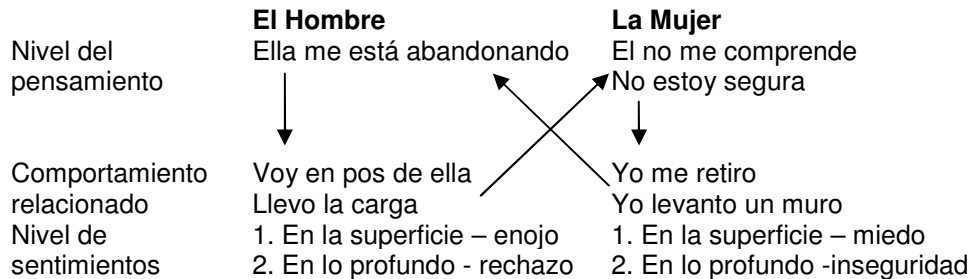 El Hombre La Mujer
Nivel del Ella me está abandonando El no me comprende
pensamiento No estoy segura
Comportamiento Voy en pos de ella Yo me retiro
relacionado Llevo la carga Yo levanto un muro
Nivel de 1. En la superficie – enojo 1. En la superficie – miedo
sentimientos 2. En lo profundo - rechazo 2. En lo profundo -inseguridad